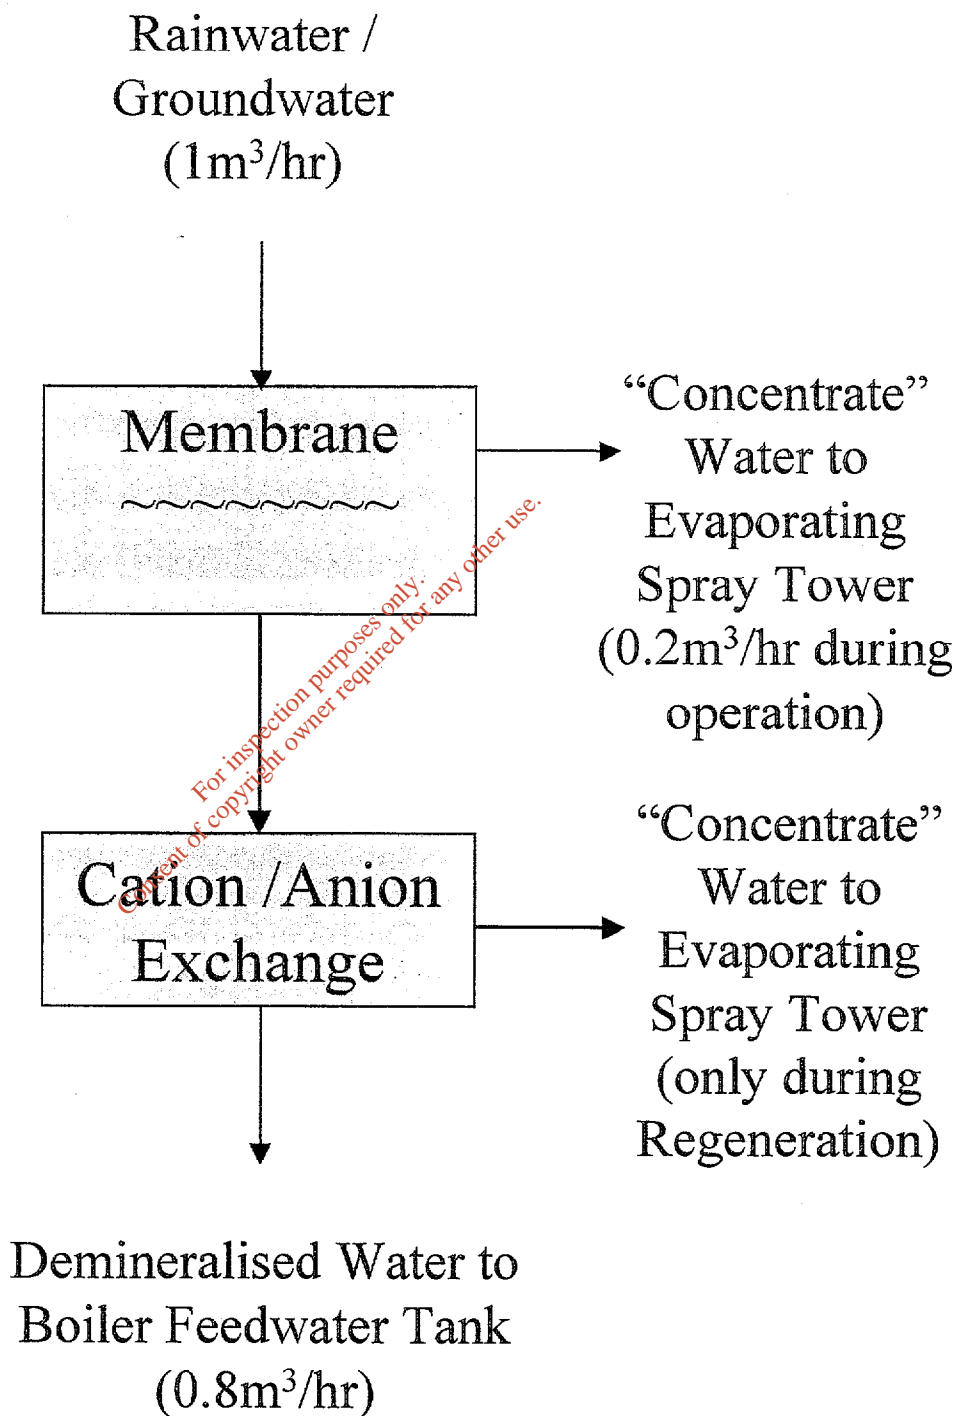 Rainwater /
Groundwater
(1m³/hr)
Membrane
“Concentrate”
Water to
Evaporating
Spray Tower
(0.2m³/hr during
operation)
For inspection purposes only.
Consent of copyright owner required for any other use.
Cation /Anion
Exchange
“Concentrate”
Water to
Evaporating
Spray Tower
(only during
Regeneration)
Demineralised Water to
Boiler Feedwater Tank
(0.8m³/hr)